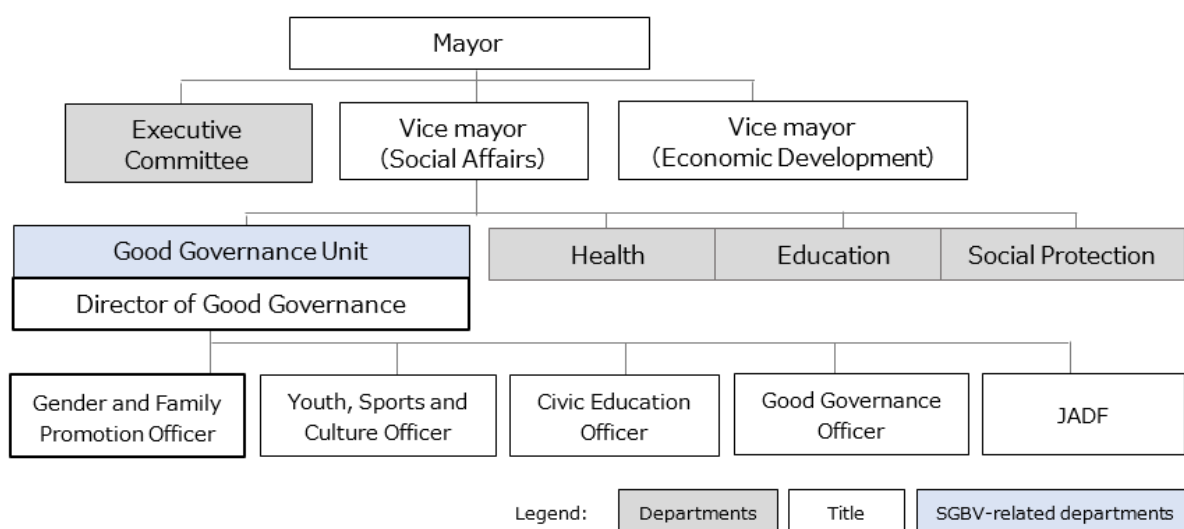 Mayor
Executive
Committee
Vice mayor
(Social Affairs)
Vice mayor
(Economic Development)
Good Governance Unit
Director of Good Governance
Health
Education
Social Protection
Gender and Family
Promotion Officer
Youth, Sports and
Culture Officer
Civic Education
Officer
Good Governance
Officer
JADF
Legend:
Departments
Title
SGBV-related departments